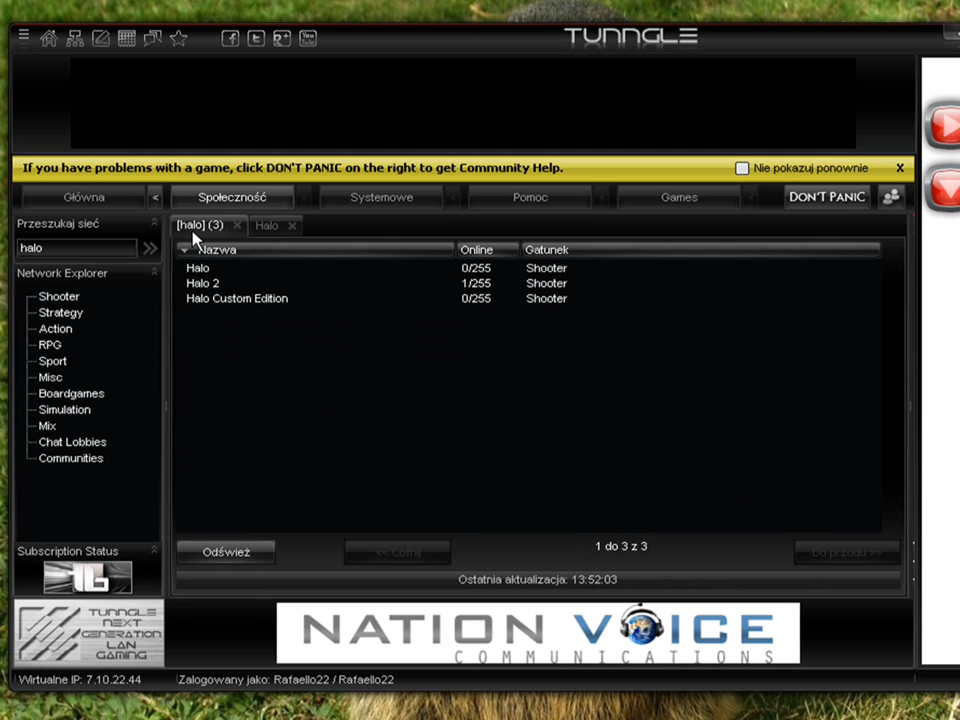 TUNNGLE
If you have problems with a game, click DON'T PANIC on the right to get Community Help.
Nie pokazuj ponownie
X
Główna
«
Społeczność
Systemowe
Pomoc
Games
DON'T PANIC
Przeszukaj sieć
[halo] (3)
Halo
halo
Nazwa
Online
Gatunek
Network Explorer
Halo
0/255
Shooter
Halo 2
1/255
Shooter
Halo Custom Edition
0/255
Shooter
Shooter
Strategy
Action
RPG
Sport
Misc
Boardgames
Simulation
Mix
Chat Lobbies
Communities
Subscription Status
Odśwież
<< Cofnij
1 do 3 z 3
Do przodu >>
Ostatnia aktualizacja: 13:52:03
TUNNGLE
NEXT
GENERATION
LAN
GAMING
NATION VOICE
COMMUNICATIONS
Wirtualne IP: 7.10.22.44
Zalogowany jako: Rafaello22 / Rafaello22